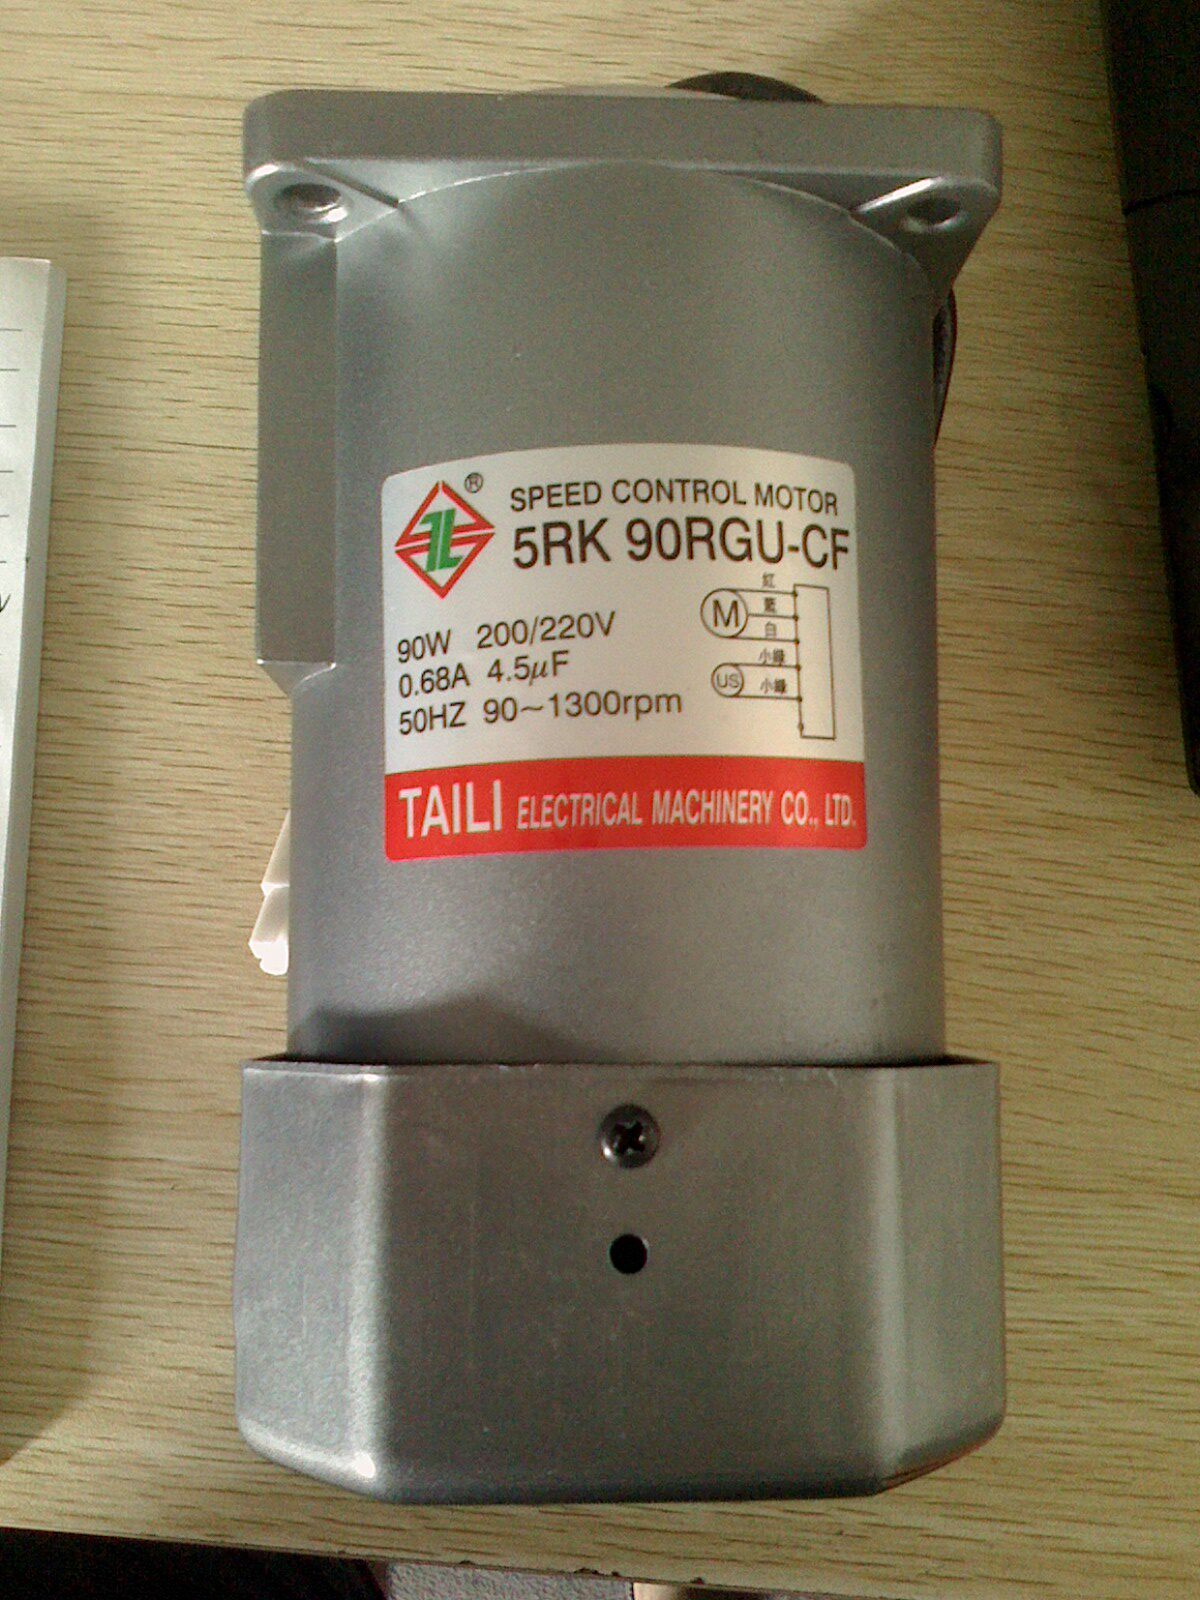 ®
SPEED CONTROL MOTOR
5RK 90RGU-CF
90W 200/220V
0.68A 4.5μF
50HZ 90~1300rpm
紅
M
藍
白
小綠
US
小綠
TAILI ELECTRICAL MACHINERY CO., LTD.